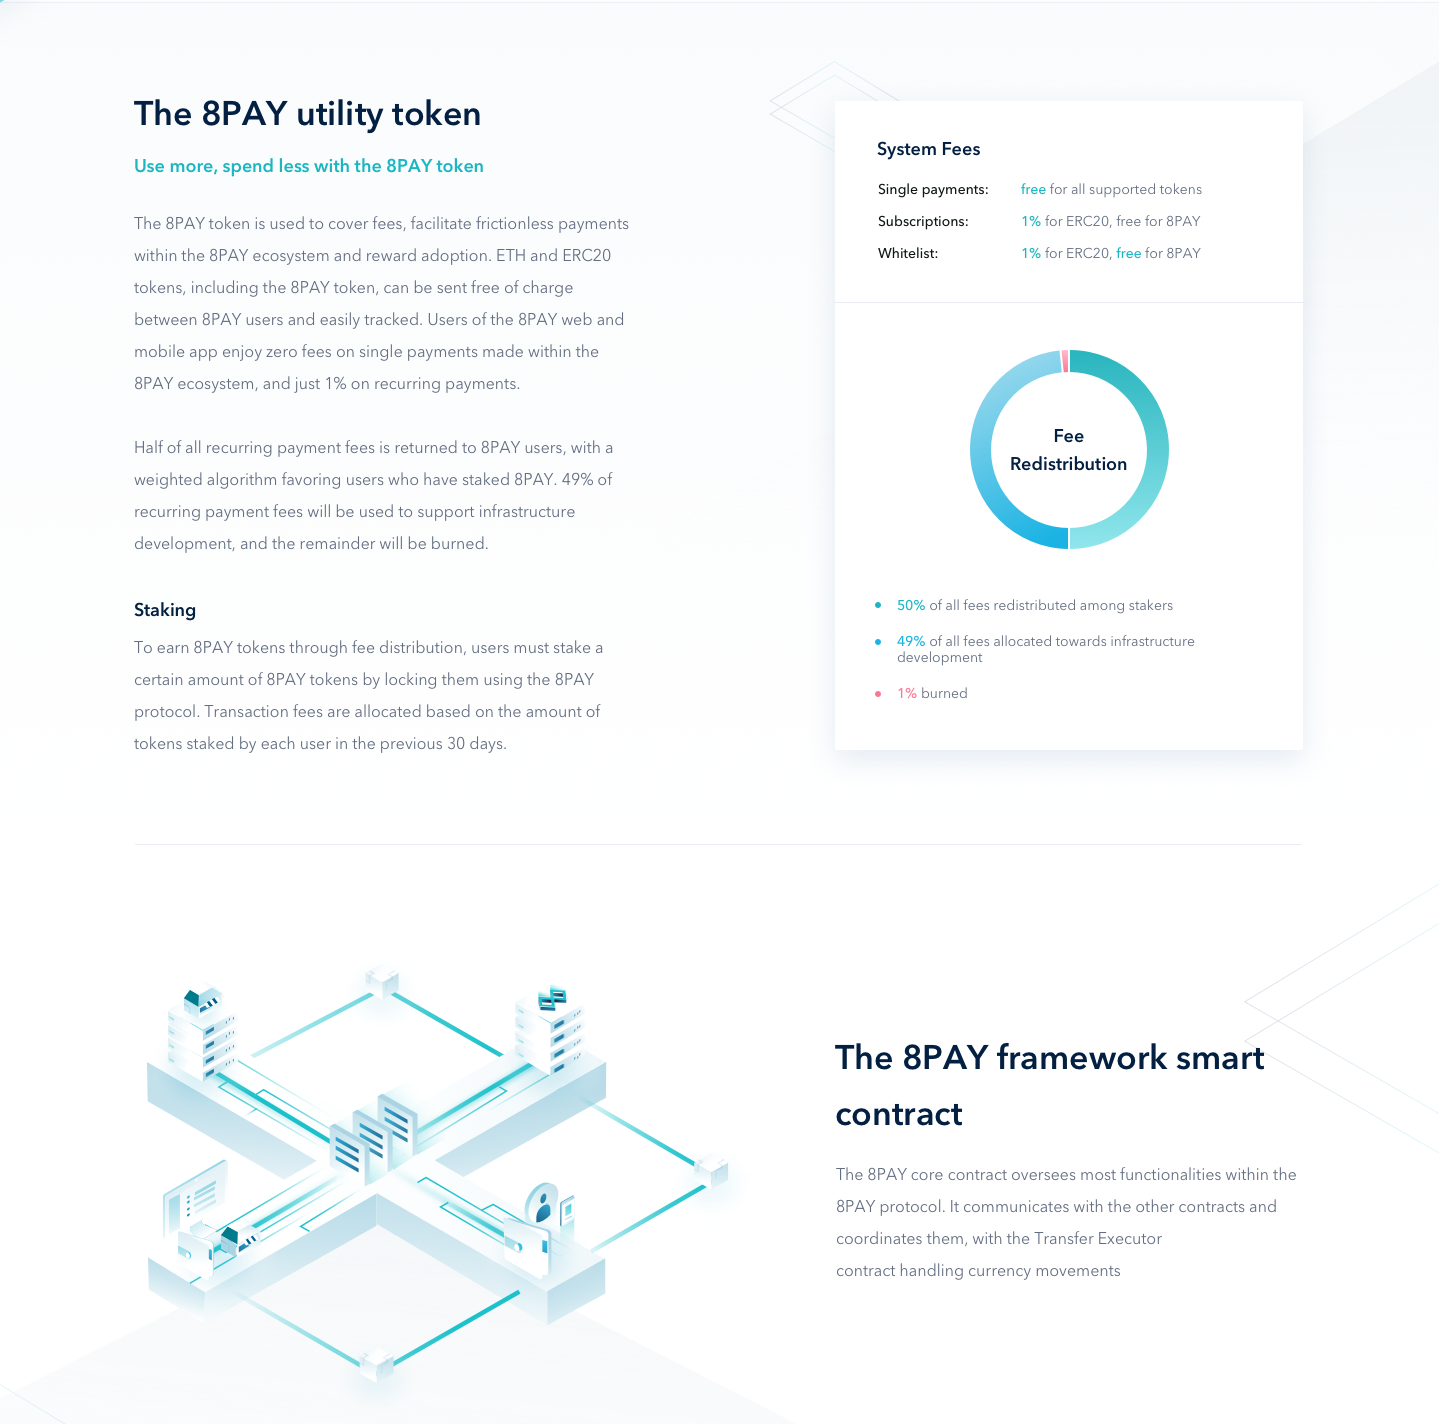 The 8PAY utility token
Use more, spend less with the 8PAY token
The 8PAY token is used to cover fees, facilitate frictionless payments
within the 8PAY ecosystem and reward adoption. ETH and ERC20
tokens, including the 8PAY token, can be sent free of charge
between 8PAY users and easily tracked. Users of the 8PAY web and
mobile app enjoy zero fees on single payments made within the
8PAY ecosystem, and just 1% on recurring payments.
Half of all recurring payment fees is returned to 8PAY users, with a
weighted algorithm favoring users who have staked 8PAY. 49% of
recurring payment fees will be used to support infrastructure
development, and the remainder will be burned.
Staking
To earn 8PAY tokens through fee distribution, users must stake a
certain amount of 8PAY tokens by locking them using the 8PAY
protocol. Transaction fees are allocated based on the amount of
tokens staked by each user in the previous 30 days.
System Fees
Single payments: free for all supported tokens
Subscriptions: 1% for ERC20, free for 8PAY
Whitelist: 1% for ERC20, free for 8PAY
Fee
Redistribution
50% of all fees redistributed among stakers
49% of all fees allocated towards infrastructure
development
1% burned
The 8PAY framework smart
contract
The 8PAY core contract oversees most functionalities within the
8PAY protocol. It communicates with the other contracts and
coordinates them, with the Transfer Executor
contract handling currency movements